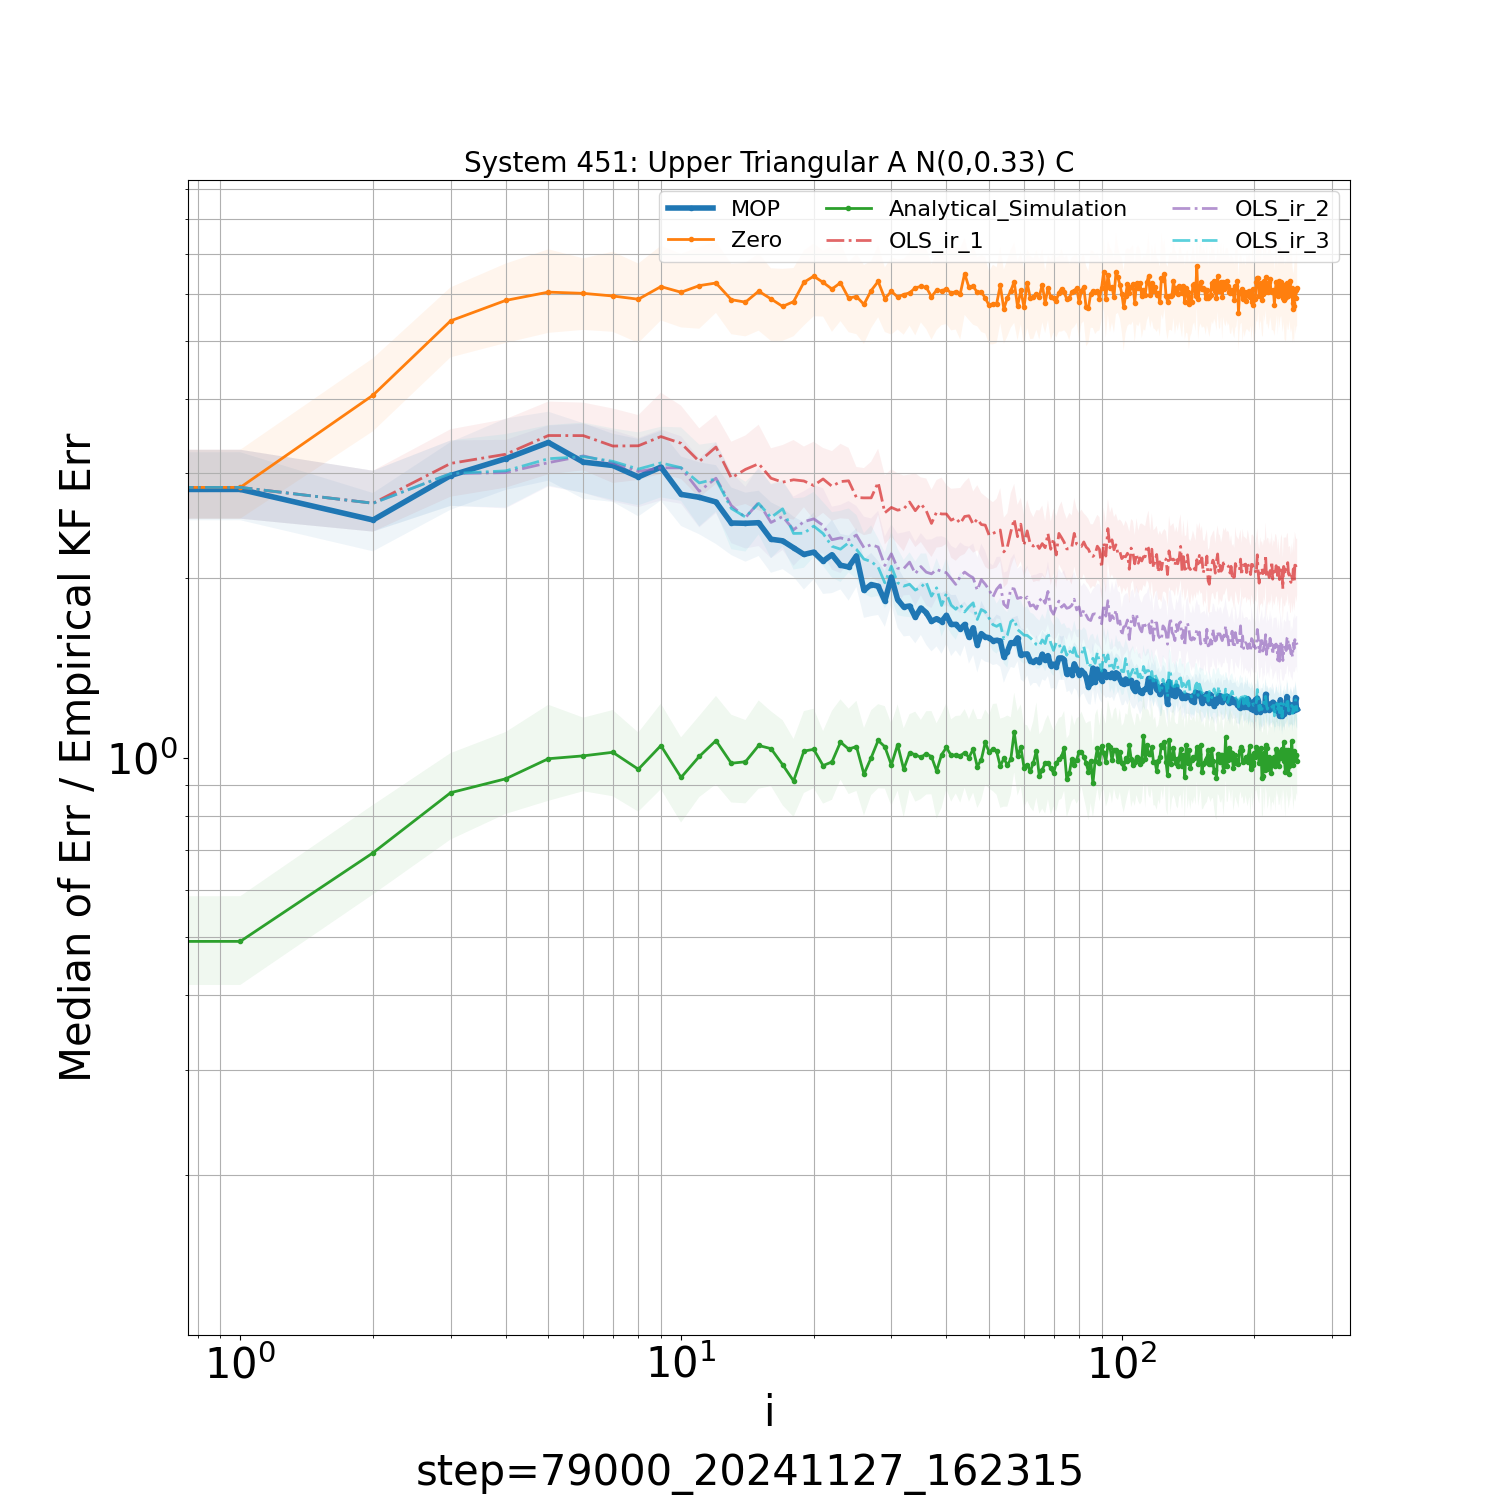 System 451: Upper Triangular A N(0,0.33) C
MOP
Zero
Analytical_Simulation
OLS_ir_1
OLS_ir_2
OLS_ir_3
Median of Err / Empirical KF Err
10⁰
10⁰ 10¹ 10²
i
step=79000_20241127_162315